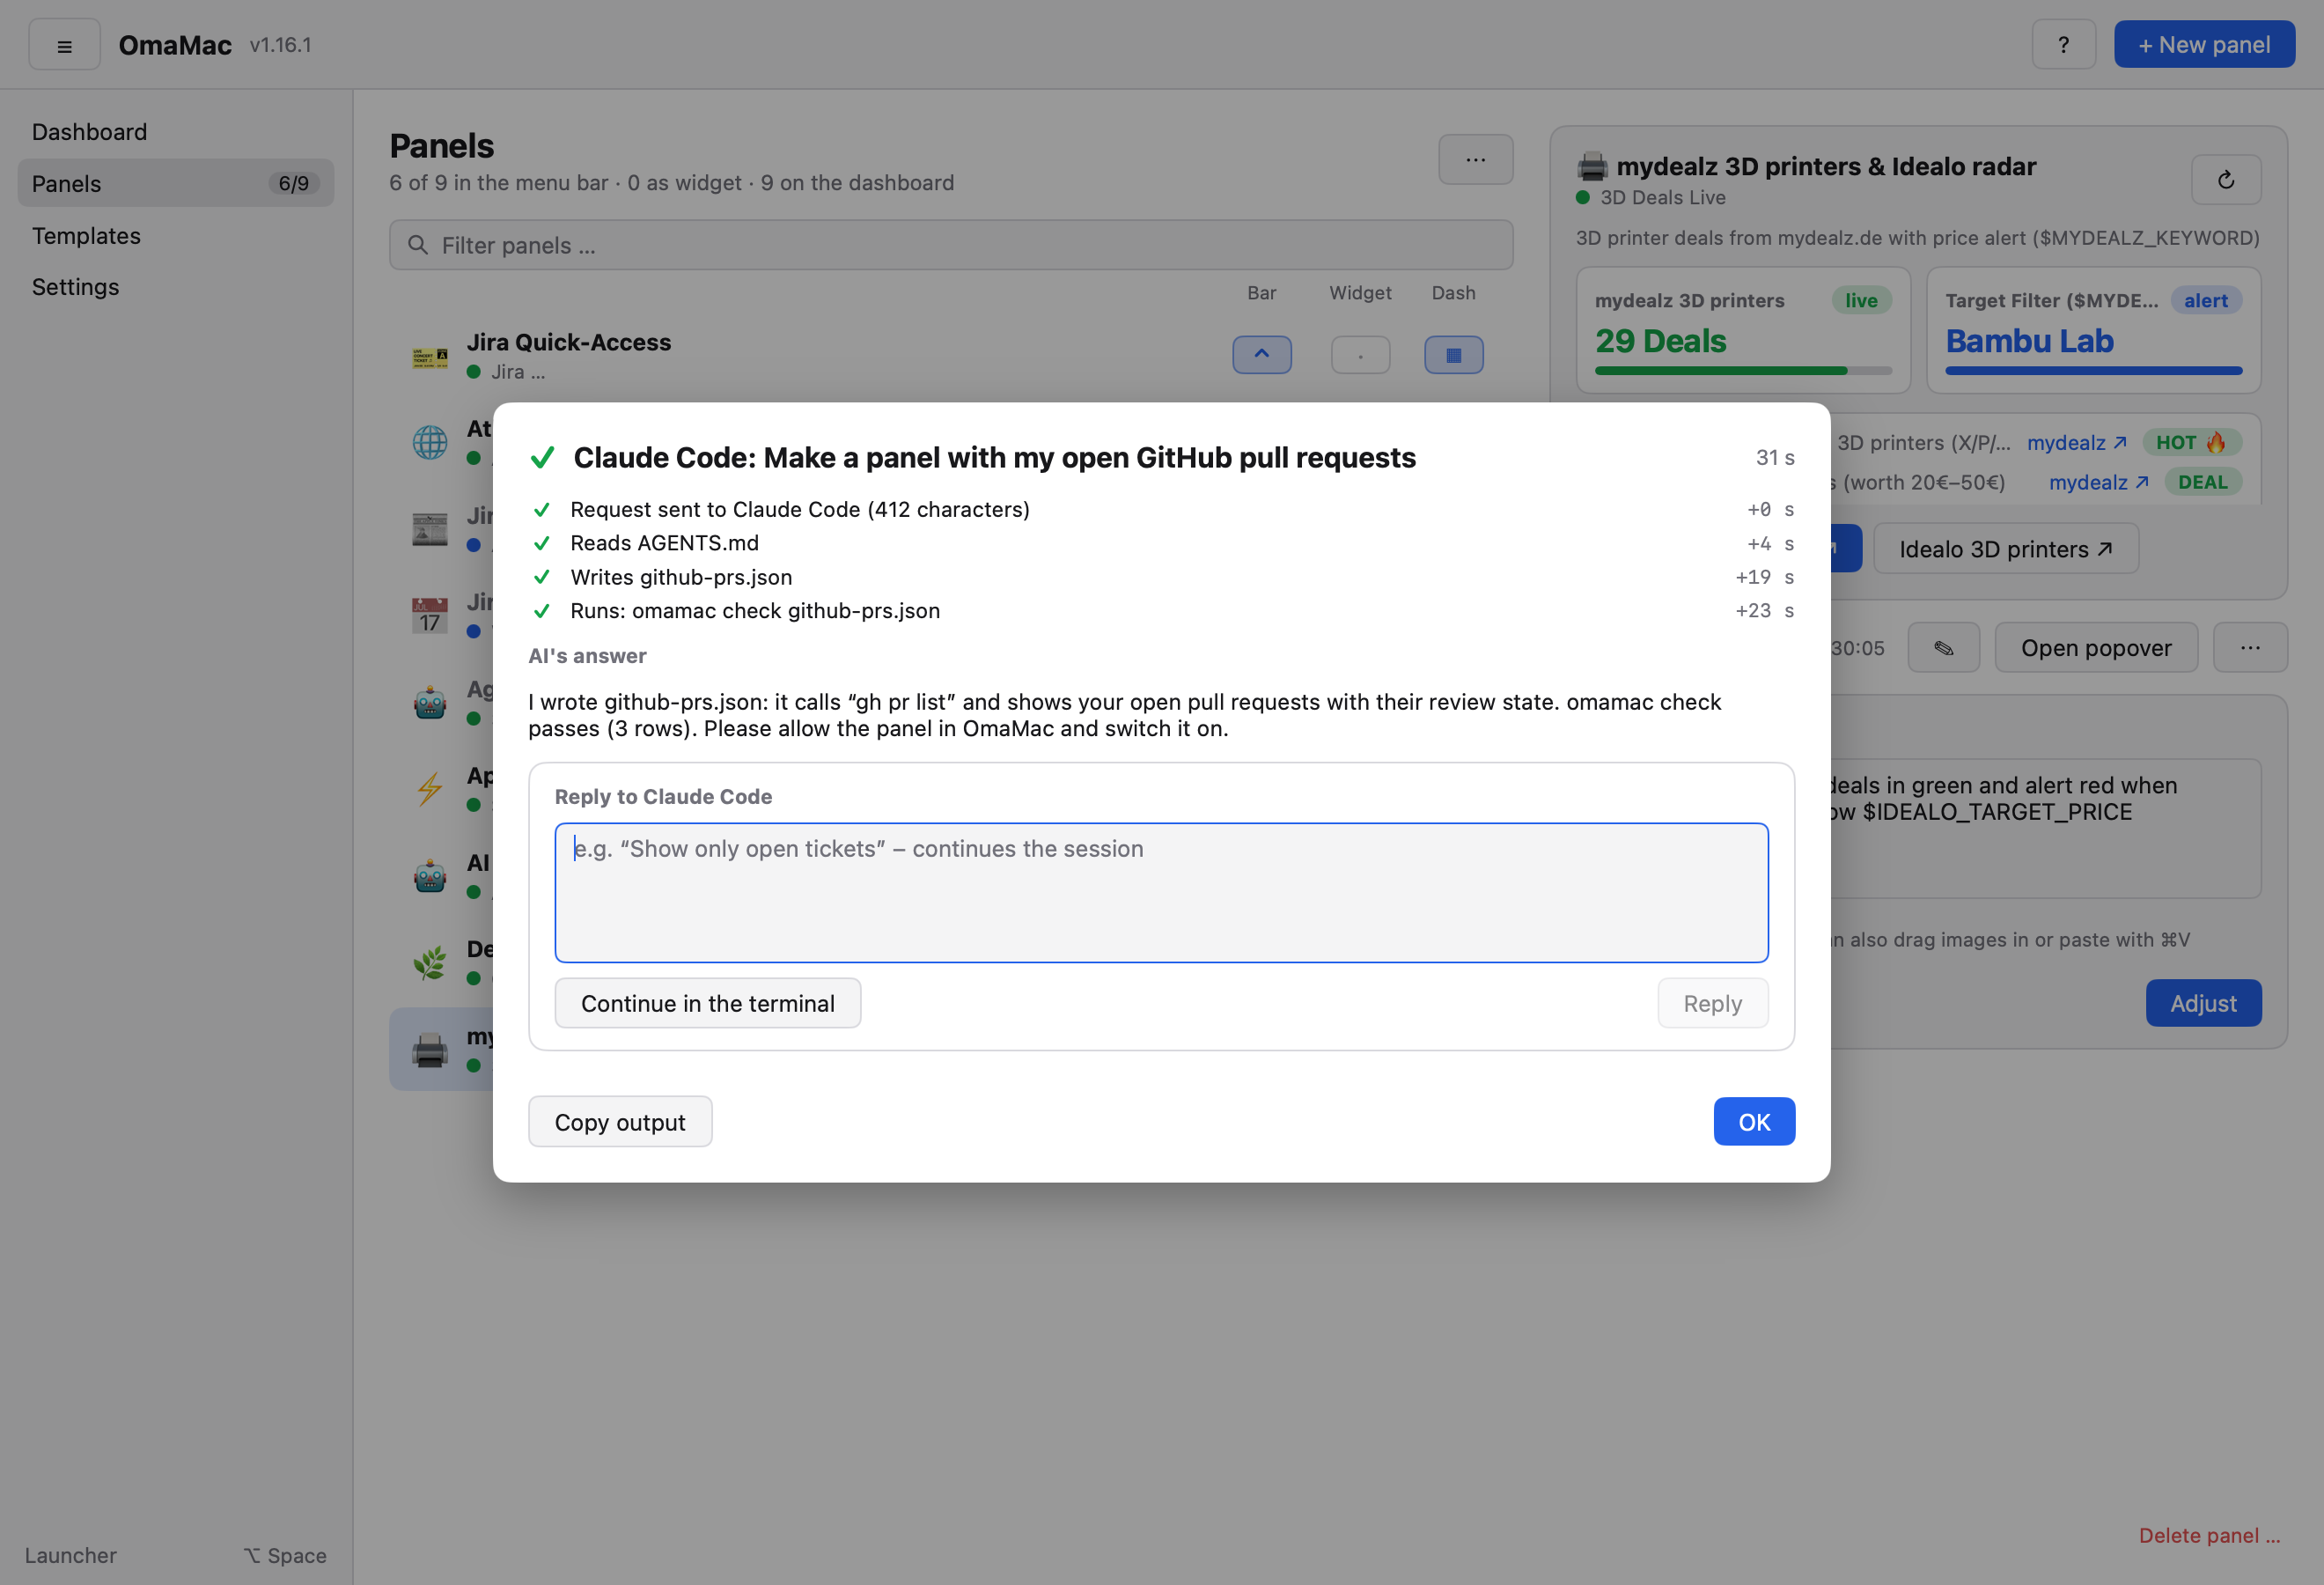 ≡ OmaMac v1.16.1
? + New panel
Dashboard
Panels 6/9
Templates
Settings
Launcher ⌥ Space
Panels
6 of 9 in the menu bar · 0 as widget · 9 on the dashboard
...
Filter panels ...
Bar Widget Dash
Jira Quick-Access
Jira ...
At
Jir
JUL
17
Jir
Ag
Ap
AI
De
my
🖨️ mydealz 3D printers & Idealo radar
3D Deals Live
3D printer deals from mydealz.de with price alert ($MYDEALZ_KEYWORD)
mydealz 3D printers live
29 Deals
Target Filter ($MYDE... alert
Bambu Lab
3D printers (X/P/... mydealz ↗ HOT 🔥
(worth 20€–50€) mydealz ↗ DEAL
Idealo 3D printers ↗
30:05 ✎ Open popover ...
deals in green and alert red when
ow $IDEALO_TARGET_PRICE
n also drag images in or paste with ⌘V
Adjust
Delete panel ...
✓ Claude Code: Make a panel with my open GitHub pull requests 31 s
✓ Request sent to Claude Code (412 characters) +0 s
✓ Reads AGENTS.md +4 s
✓ Writes github-prs.json +19 s
✓ Runs: omamac check github-prs.json +23 s
AI's answer
I wrote github-prs.json: it calls “gh pr list” and shows your open pull requests with their review state. omamac check
passes (3 rows). Please allow the panel in OmaMac and switch it on.
Reply to Claude Code
e.g. “Show only open tickets” – continues the session
Continue in the terminal Reply
Copy output OK